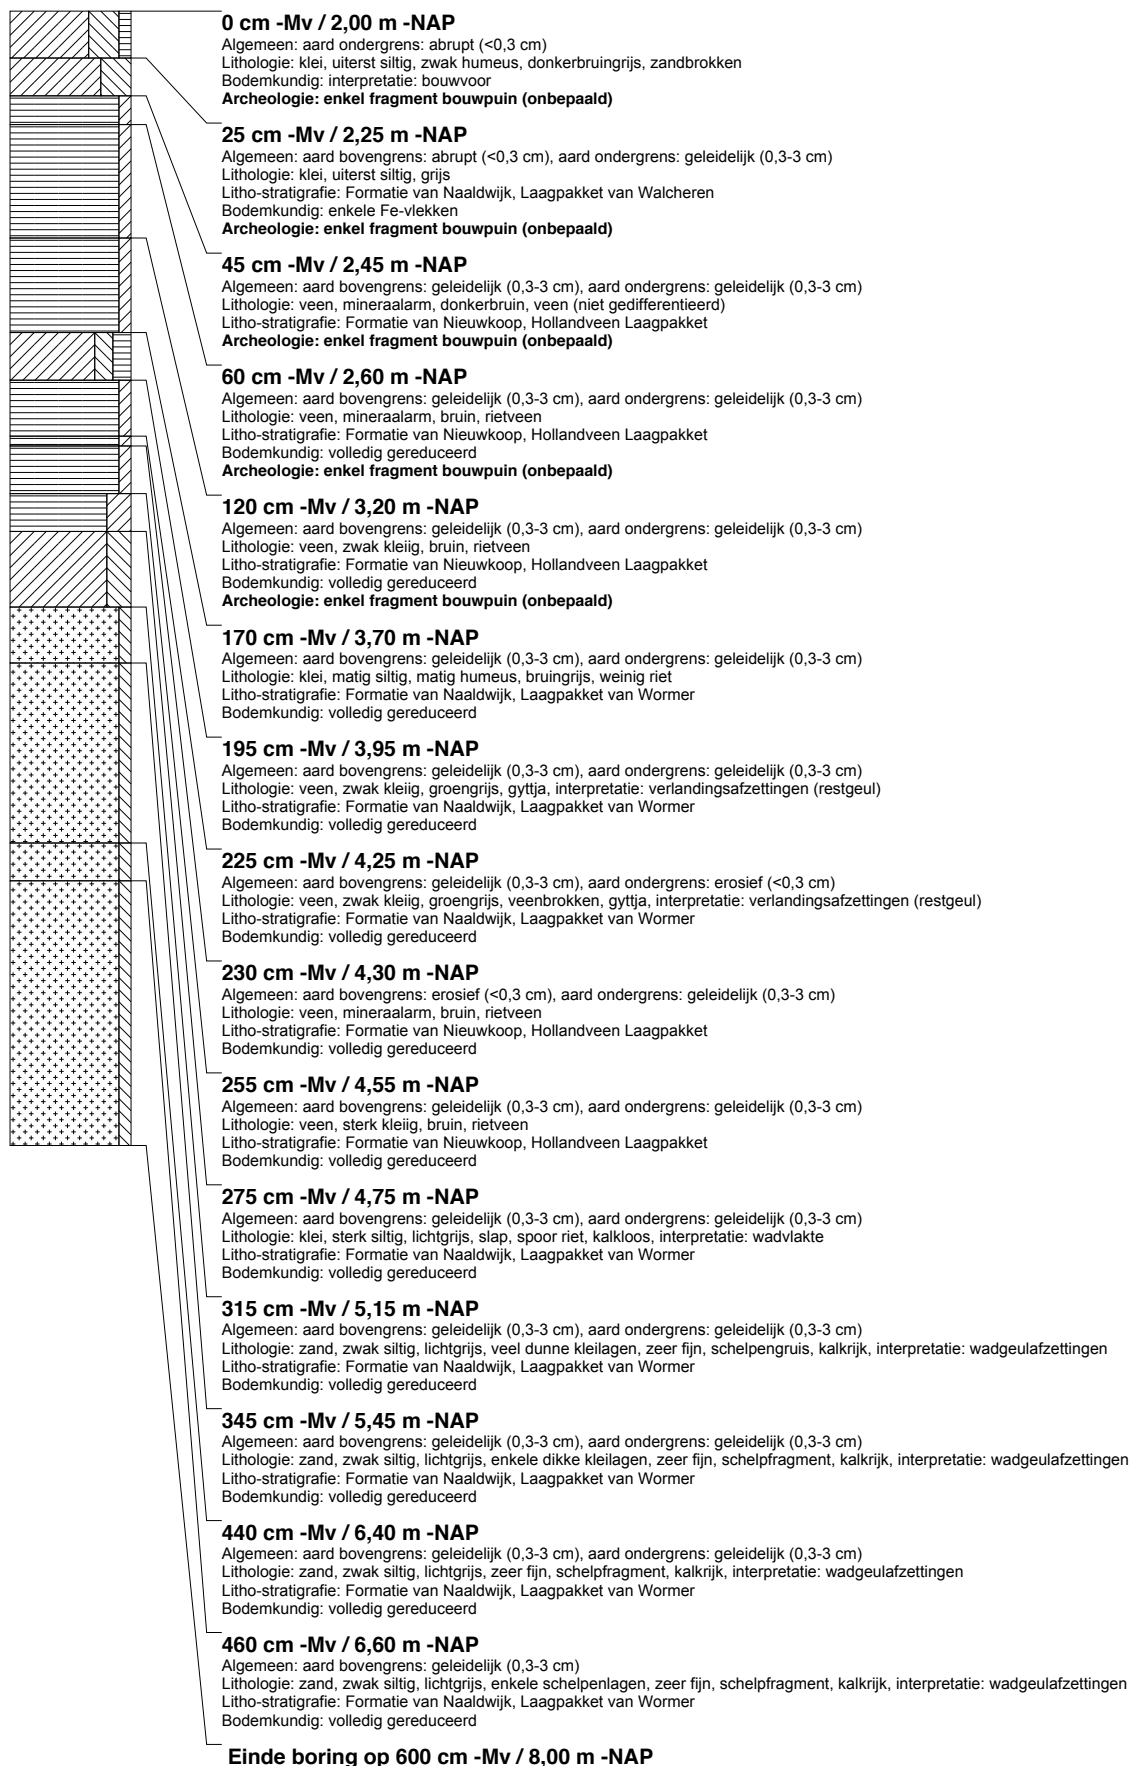 0 cm -Mv / 2,00 m -NAP
Algemeen: aard ondergrens: abrupt (<0,3 cm)
Lithologie: klei, uiterst siltig, zwak humeus, donkerbruingrijs, zandbrokken
Bodemkundig: interpretatie: bouwvoor
Archeologie: enkel fragment bouwpuin (onbepaald)
25 cm -Mv / 2,25 m -NAP
Algemeen: aard bovengrens: abrupt (<0,3 cm), aard ondergrens: geleidelijk (0,3-3 cm)
Lithologie: klei, uiterst siltig, grijs
Litho-stratigrafie: Formatie van Naaldwijk, Laagpakket van Walcheren
Bodemkundig: enkele Fe-vlekken
Archeologie: enkel fragment bouwpuin (onbepaald)
45 cm -Mv / 2,45 m -NAP
Algemeen: aard bovengrens: geleidelijk (0,3-3 cm), aard ondergrens: geleidelijk (0,3-3 cm)
Lithologie: veen, mineraalarm, donkerbruin, veen (niet gedifferentieerd)
Litho-stratigrafie: Formatie van Nieuwkoop, Hollandveen Laagpakket
Archeologie: enkel fragment bouwpuin (onbepaald)
60 cm -Mv / 2,60 m -NAP
Algemeen: aard bovengrens: geleidelijk (0,3-3 cm), aard ondergrens: geleidelijk (0,3-3 cm)
Lithologie: veen, mineraalarm, bruin, rietveen
Litho-stratigrafie: Formatie van Nieuwkoop, Hollandveen Laagpakket
Bodemkundig: volledig gereduceerd
Archeologie: enkel fragment bouwpuin (onbepaald)
120 cm -Mv / 3,20 m -NAP
Algemeen: aard bovengrens: geleidelijk (0,3-3 cm), aard ondergrens: geleidelijk (0,3-3 cm)
Lithologie: veen, zwak kleiig, bruin, rietveen
Litho-stratigrafie: Formatie van Nieuwkoop, Hollandveen Laagpakket
Bodemkundig: volledig gereduceerd
Archeologie: enkel fragment bouwpuin (onbepaald)
170 cm -Mv / 3,70 m -NAP
Algemeen: aard bovengrens: geleidelijk (0,3-3 cm), aard ondergrens: geleidelijk (0,3-3 cm)
Lithologie: klei, matig siltig, matig humeus, bruingrijs, weinig riet
Litho-stratigrafie: Formatie van Naaldwijk, Laagpakket van Wormer
Bodemkundig: volledig gereduceerd
195 cm -Mv / 3,95 m -NAP
Algemeen: aard bovengrens: geleidelijk (0,3-3 cm), aard ondergrens: geleidelijk (0,3-3 cm)
Lithologie: veen, zwak kleiig, groengrijs, gyttja, interpretatie: verlandingsafzettingen (restgeul)
Litho-stratigrafie: Formatie van Naaldwijk, Laagpakket van Wormer
Bodemkundig: volledig gereduceerd
225 cm -Mv / 4,25 m -NAP
Algemeen: aard bovengrens: geleidelijk (0,3-3 cm), aard ondergrens: erosief (<0,3 cm)
Lithologie: veen, zwak kleiig, groengrijs, veenbrokken, gyttja, interpretatie: verlandingsafzettingen (restgeul)
Litho-stratigrafie: Formatie van Naaldwijk, Laagpakket van Wormer
Bodemkundig: volledig gereduceerd
230 cm -Mv / 4,30 m -NAP
Algemeen: aard bovengrens: erosief (<0,3 cm), aard ondergrens: geleidelijk (0,3-3 cm)
Lithologie: veen, mineraalarm, bruin, rietveen
Litho-stratigrafie: Formatie van Nieuwkoop, Hollandveen Laagpakket
Bodemkundig: volledig gereduceerd
255 cm -Mv / 4,55 m -NAP
Algemeen: aard bovengrens: geleidelijk (0,3-3 cm), aard ondergrens: geleidelijk (0,3-3 cm)
Lithologie: veen, sterk kleiig, bruin, rietveen
Litho-stratigrafie: Formatie van Nieuwkoop, Hollandveen Laagpakket
Bodemkundig: volledig gereduceerd
275 cm -Mv / 4,75 m -NAP
Algemeen: aard bovengrens: geleidelijk (0,3-3 cm), aard ondergrens: geleidelijk (0,3-3 cm)
Lithologie: klei, sterk siltig, lichtgrijs, slap, spoor riet, kalkloos, interpretatie: wadvlakte
Litho-stratigrafie: Formatie van Naaldwijk, Laagpakket van Wormer
Bodemkundig: volledig gereduceerd
315 cm -Mv / 5,15 m -NAP
Algemeen: aard bovengrens: geleidelijk (0,3-3 cm), aard ondergrens: geleidelijk (0,3-3 cm)
Lithologie: zand, zwak siltig, lichtgrijs, veel dunne kleilagen, zeer fijn, schelpengruis, kalkrijk, interpretatie: wadgeulafzettingen
Litho-stratigrafie: Formatie van Naaldwijk, Laagpakket van Wormer
Bodemkundig: volledig gereduceerd
345 cm -Mv / 5,45 m -NAP
Algemeen: aard bovengrens: geleidelijk (0,3-3 cm), aard ondergrens: geleidelijk (0,3-3 cm)
Lithologie: zand, zwak siltig, lichtgrijs, enkele dikke kleilagen, zeer fijn, schelpfragment, kalkrijk, interpretatie: wadgeulafzettingen
Litho-stratigrafie: Formatie van Naaldwijk, Laagpakket van Wormer
Bodemkundig: volledig gereduceerd
440 cm -Mv / 6,40 m -NAP
Algemeen: aard bovengrens: geleidelijk (0,3-3 cm), aard ondergrens: geleidelijk (0,3-3 cm)
Lithologie: zand, zwak siltig, lichtgrijs, zeer fijn, schelpfragment, kalkrijk, interpretatie: wadgeulafzettingen
Litho-stratigrafie: Formatie van Naaldwijk, Laagpakket van Wormer
Bodemkundig: volledig gereduceerd
460 cm -Mv / 6,60 m -NAP
Algemeen: aard bovengrens: geleidelijk (0,3-3 cm)
Lithologie: zand, zwak siltig, lichtgrijs, enkele schelpenlagen, zeer fijn, schelpfragment, kalkrijk, interpretatie: wadgeulafzettingen
Litho-stratigrafie: Formatie van Naaldwijk, Laagpakket van Wormer
Bodemkundig: volledig gereduceerd
Einde boring op 600 cm -Mv / 8,00 m -NAP